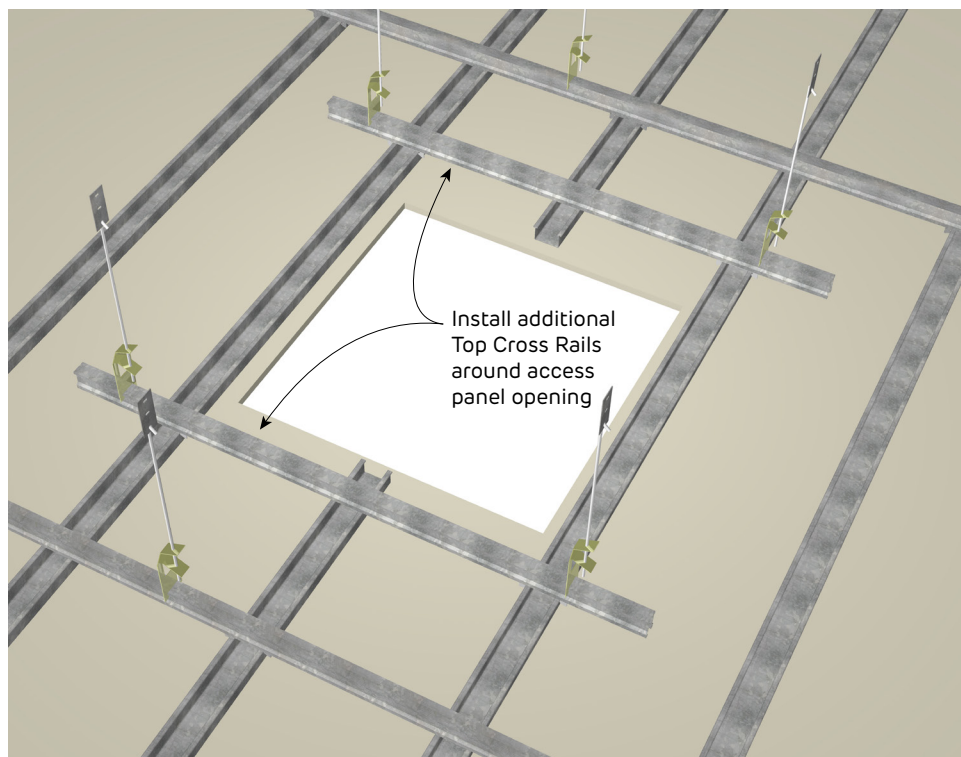 Install additional
Top Cross Rails
around access
panel opening